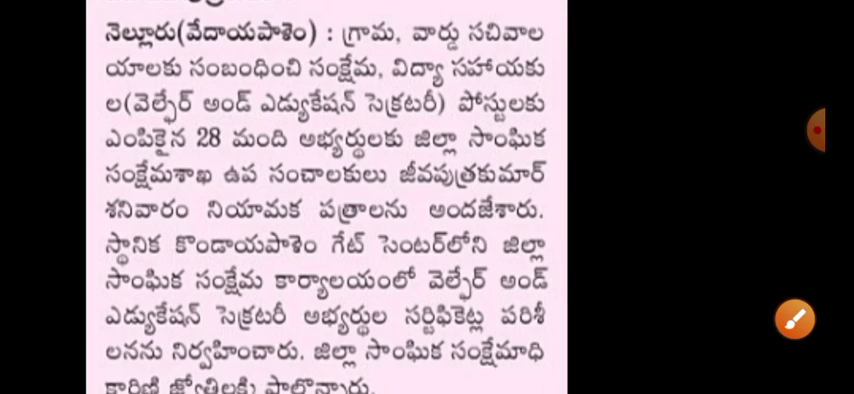 నెల్లూరు(వేదాయపాళెం) : గ్రామ, వార్డు సచివాల
యాలకు సంబంధించి సంక్షేమ, విద్యా సహాయకు
ల(వెల్ఫేర్ అండ్ ఎడ్యుకేషన్ సెక్రటరీ) పోస్టులకు
ఎంపికైన 28 మంది అభ్యర్థులకు జిల్లా సాంఘిక
సంక్షేమశాఖ ఉప సంచాలకులు జీవపుత్రకుమార్
శనివారం నియామక పత్రాలను అందజేశారు.
స్థానిక కొండాయపాళెం గేట్ సెంటర్‌లోని జిల్లా
సాంఘిక సంక్షేమ కార్యాలయంలో వెల్ఫేర్ అండ్
ఎడ్యుకేషన్ సెక్రటరీ అభ్యర్థుల సర్టిఫికెట్ల పరిశీ
లనను నిర్వహించారు. జిల్లా సాంఘిక సంక్షేమాధి
కారిణి జ్యోతిలక్ష్మి పాల్గొన్నారు.